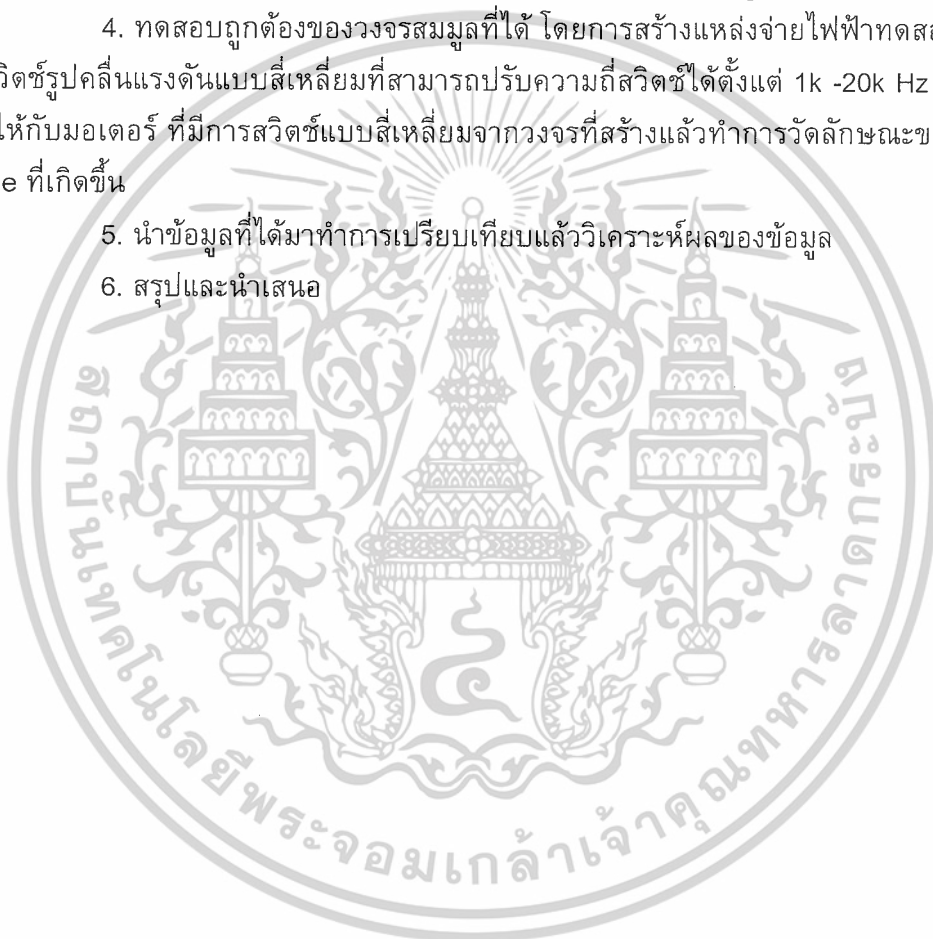 4. ทดสอบถูกต้องของวงจรสมมูลที่ได้ โดยการสร้างแหล่งจ่ายไฟฟ้าทดสอ
วิตช์รูปคลื่นแรงดันแบบสี่เหลี่ยมที่สามารถปรับความถี่สวิตช์ได้ตั้งแต่ 1k -20k Hz
ให้กับมอเตอร์ ที่มีการสวิตช์แบบสี่เหลี่ยมจากวงจรที่สร้างแล้วทำการวัดลักษณะข
e ที่เกิดขึ้น
5. นำข้อมูลที่ได้มาทำการเปรียบเทียบแล้ววิเคราะห์ผลของข้อมูล
6. สรุปและนำเสนอ
สถาบันเทคโนโลยีพระจอมเกล้าเจ้าคุณทหารลาดกระบัง
๔